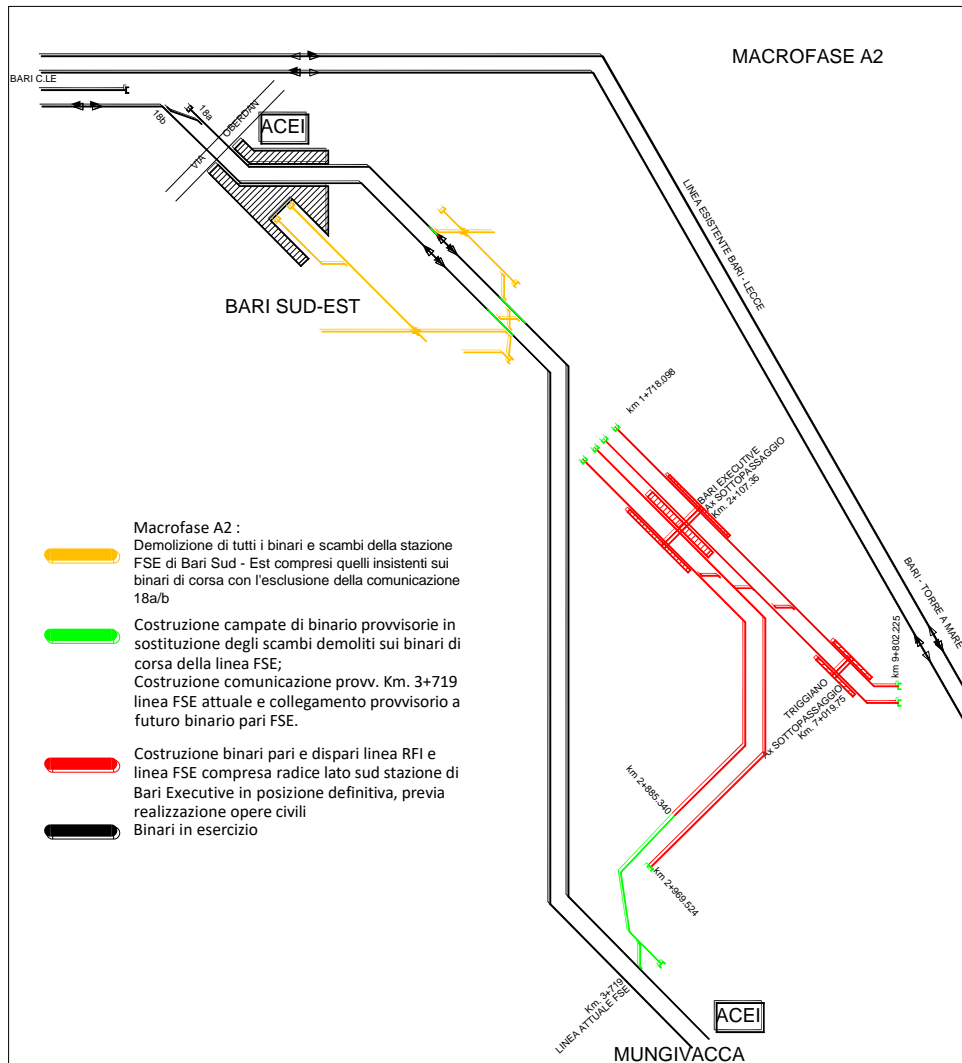 MACROFASE A2
BARI C.LE
18a
18b
VIA OBERDAN
ACEI
LINEA ESISTENTE BARI - LECCE
BARI SUD-EST
km 1+718.098
BARI EXECUTIVE
Ax SOTTOPASSAGGIO
Km. 2+107.35
BARI - TORRE A MARE
km 9+802.225
TRIGGIANO
Ax SOTTOPASSAGGIO
Km. 7+019.75
Macrofase A2 :
Demolizione di tutti i binari e scambi della stazione
FSE di Bari Sud - Est compresi quelli insistenti sui
binari di corsa con l'esclusione della comunicazione
18a/b
Costruzione campate di binario provvisorie in
sostituzione degli scambi demoliti sui binari di
corsa della linea FSE;
Costruzione comunicazione provv. Km. 3+719
linea FSE attuale e collegamento provvisorio a
futuro binario pari FSE.
Costruzione binari pari e dispari linea RFI e
linea FSE compresa radice lato sud stazione di
Bari Executive in posizione definitiva, previa
realizzazione opere civili
Binari in esercizio
km 2+885.340
km 2+969.524
Km. 3+719
LINEA ATTUALE FSE
ACEI
MUNGIVACCA